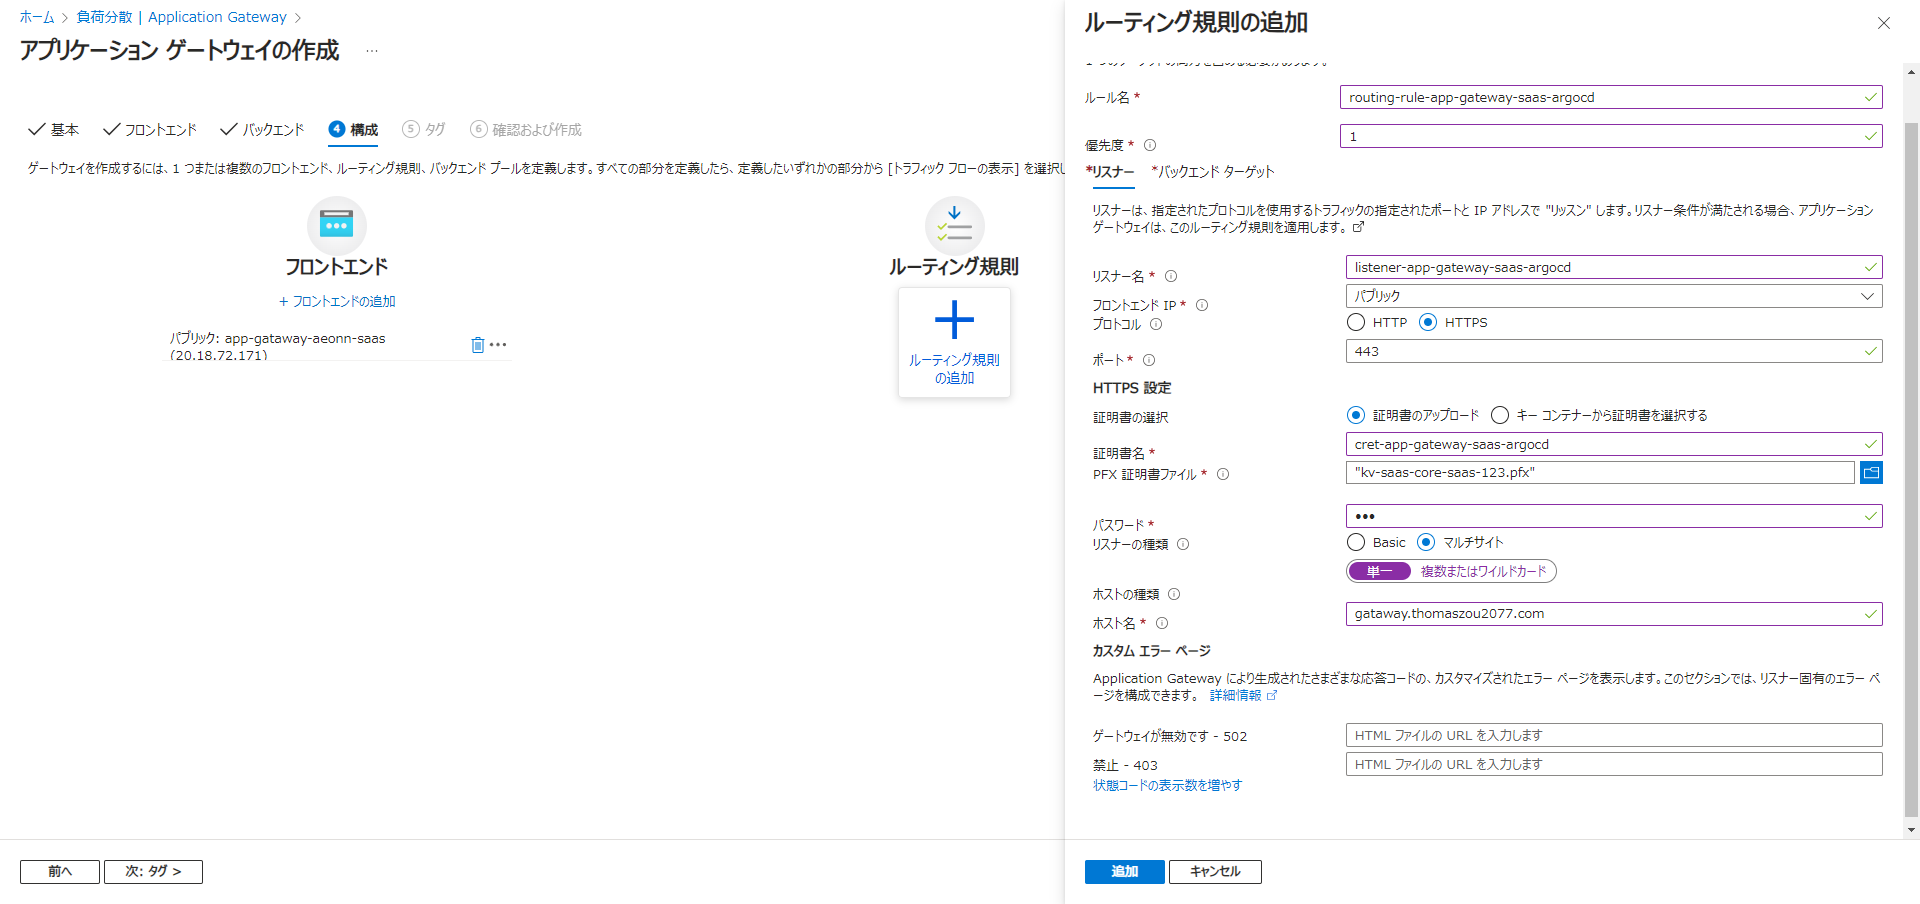 ホーム > 負荷分散 | Application Gateway >
アプリケーション ゲートウェイの作成 …
基本 フロントエンド バックエンド 4 構成 5 タグ 6 確認および作成
ゲートウェイを作成するには、1 つまたは複数のフロントエンド、ルーティング規則、バックエンド プールを定義します。すべての部分を定義したら、定義したいずれかの部分から [トラフィック フローの表示] を選択し
フロントエンド
+ フロントエンドの追加
パブリック: app-gataway-aeonn-saas
(20.18.72.171)
ルーティング規則
ルーティング規則
の追加
前へ
次: タグ >
ルーティング規則の追加
ルール名 *
routing-rule-app-gateway-saas-argocd
優先度 *
1
*リスナー *バックエンド ターゲット
リスナーは、指定されたプロトコルを使用するトラフィックの指定されたポートと IP アドレスで "リッスン" します。リスナー条件が満たされる場合、アプリケーション
ゲートウェイは、このルーティング規則を適用します。
リスナー名 *
listener-app-gateway-saas-argocd
フロントエンド IP *
パブリック
プロトコル
HTTP HTTPS
ポート *
443
HTTPS 設定
証明書の選択
証明書のアップロード キー コンテナーから証明書を選択する
証明書名 *
cret-app-gateway-saas-argocd
PFX 証明書ファイル *
"kv-saas-core-saas-123.pfx"
パスワード *
•••
リスナーの種類
Basic マルチサイト
単一 複数またはワイルドカード
ホストの種類
ホスト名 *
gataway.thomaszou2077.com
カスタム エラー ページ
Application Gateway により生成されたさまざまな応答コードの、カスタマイズされたエラー ページを表示します。このセクションでは、リスナー固有のエラー ペ
ージを構成できます。 詳細情報
ゲートウェイが無効です - 502
HTML ファイルの URL を入力します
禁止 - 403
HTML ファイルの URL を入力します
状態コードの表示数を増やす
追加
キャンセル